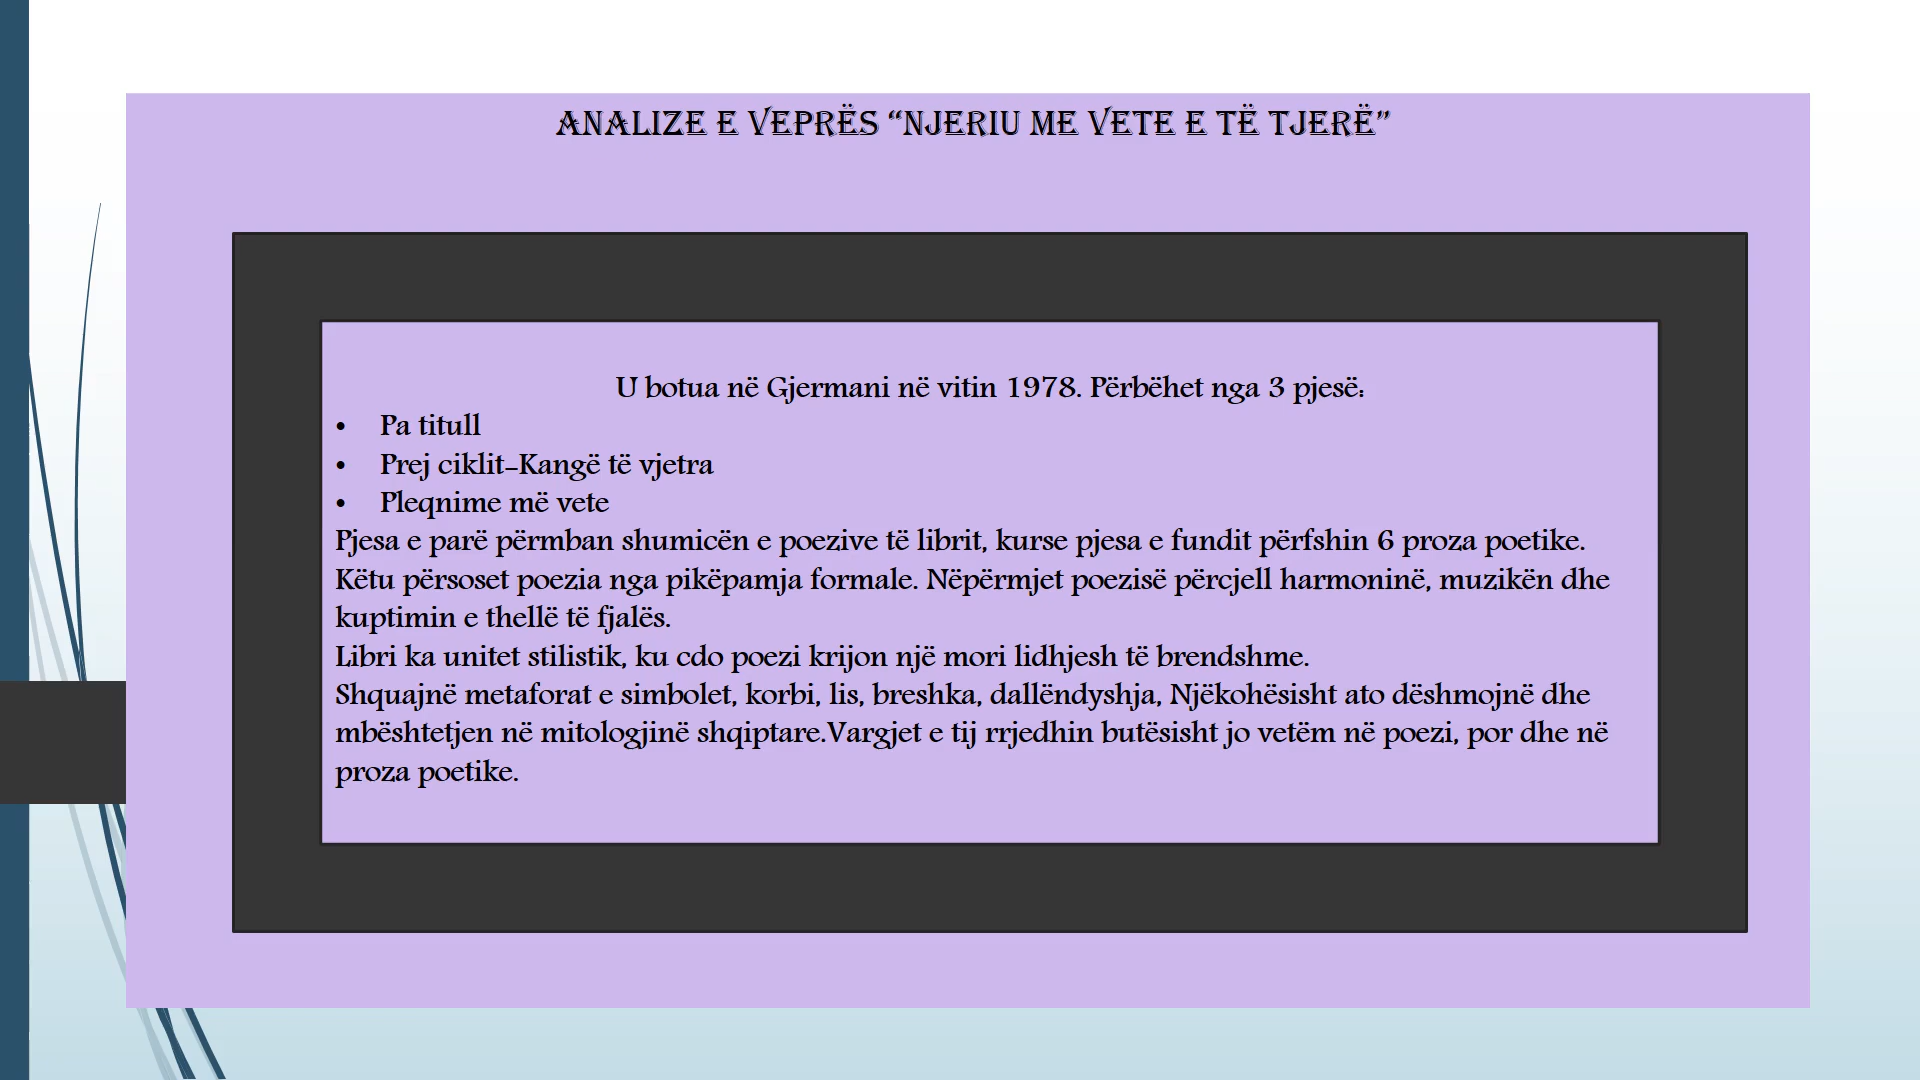 ANALIZE E VEPRËS “NJERIU ME VETE E TË TJERË”
U botua në Gjermani në vitin 1978. Përbëhet nga 3 pjesë:
• Pa titull
• Prej ciklit-Kangë të vjetra
• Pleqnime më vete
Pjesa e parë përmban shumicën e poezive të librit, kurse pjesa e fundit përfshin 6 proza poetike.
Këtu përsoset poezia nga pikëpamja formale. Nëpërmjet poezisë përcjell harmoninë, muzikën dhe
kuptimin e thellë të fjalës.
Libri ka unitet stilistik, ku cdo poezi krijon një mori lidhjesh të brendshme.
Shquajnë metaforat e simbolet, korbi, lis, breshka, dallëndyshja, Njëkohësisht ato dëshmojnë dhe
mbështetjen në mitologjinë shqiptare.Vargjet e tij rrjedhin butësisht jo vetëm në poezi, por dhe në
proza poetike.